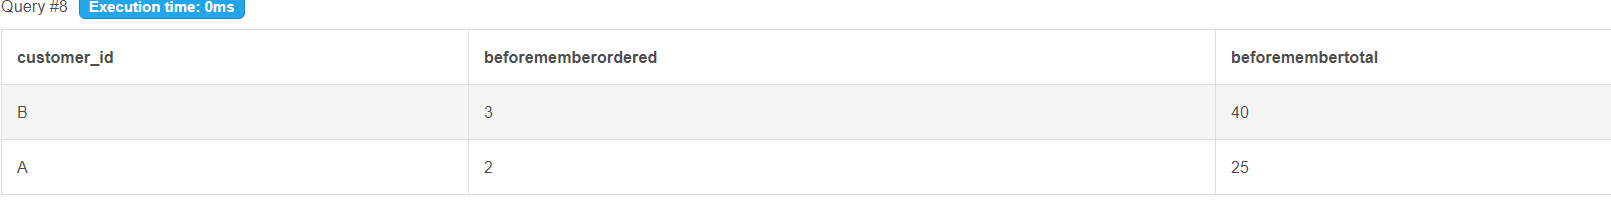 Query #8 Execution time: 0ms
customer_id beforememberordered beforemembertotal
B 3 40
A 2 25